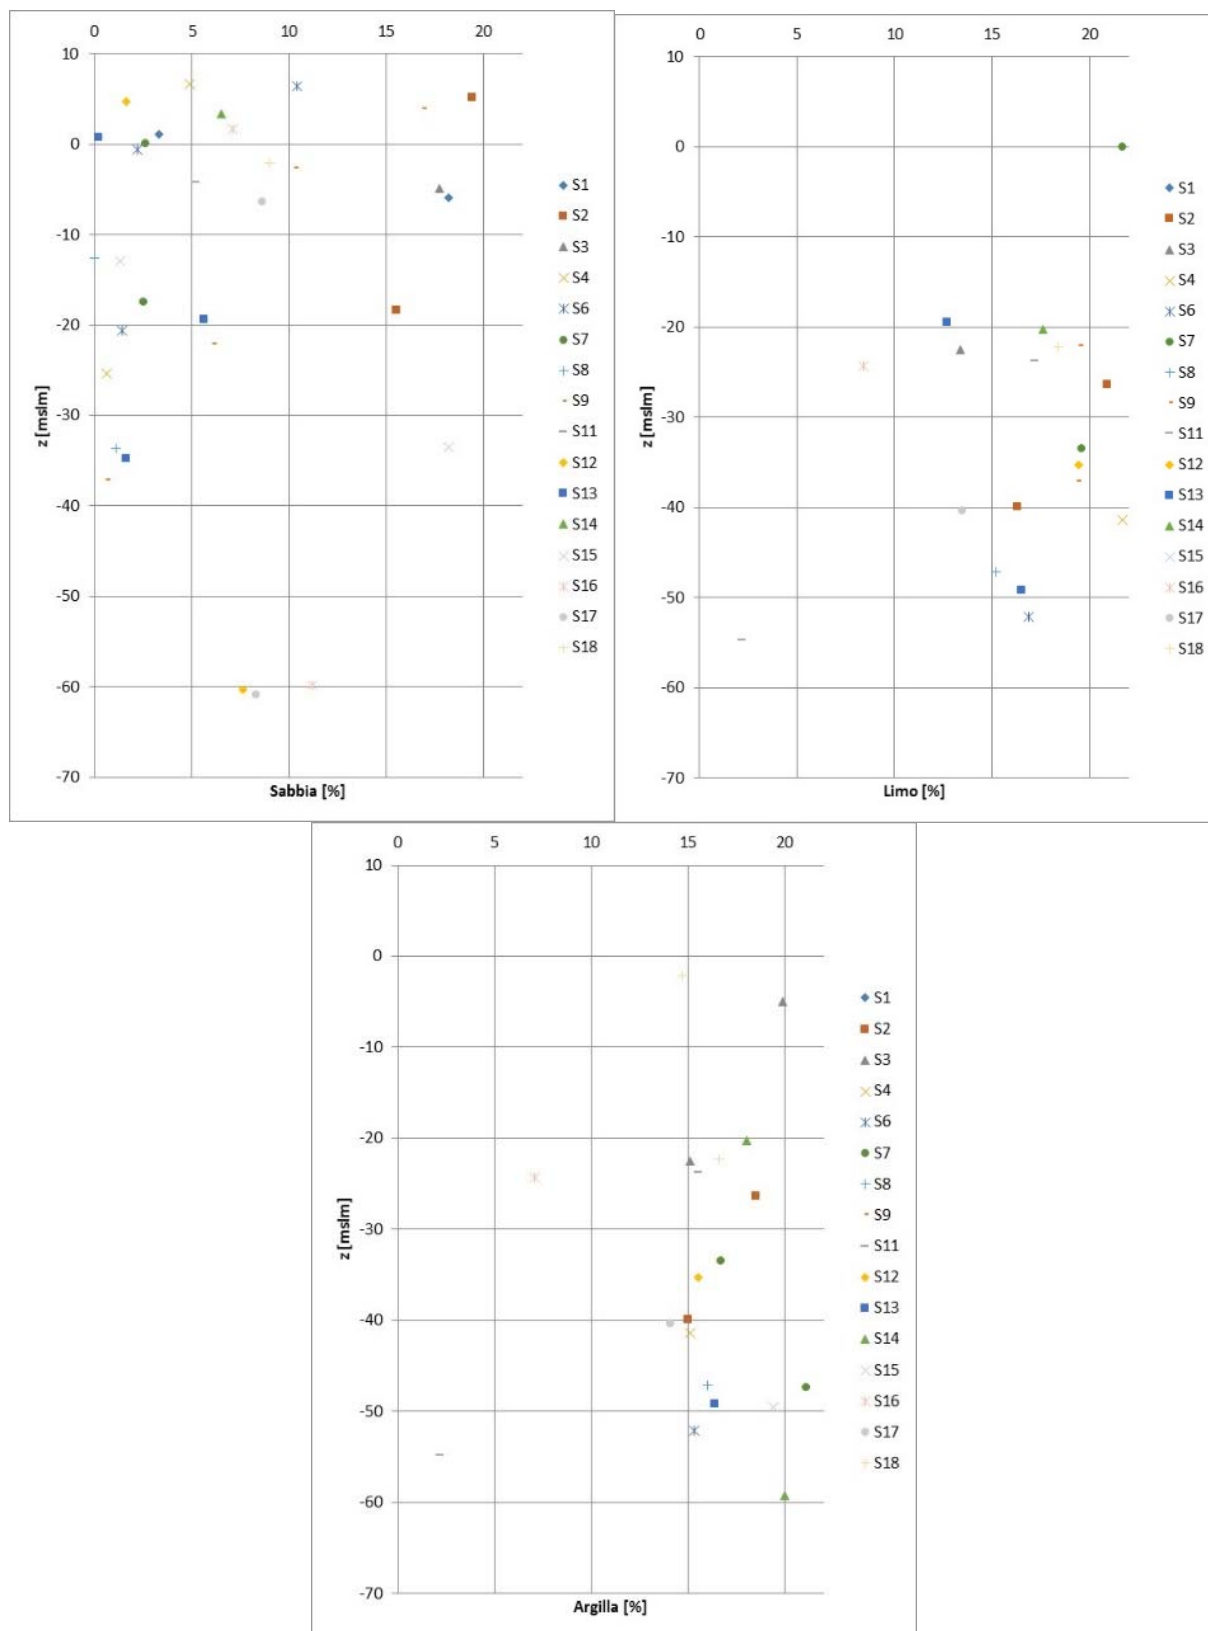 0 5 10 15 20
10
0
-10
-20
-30
-40
-50
-60
-70
z [mslm]
Sabbia [%]
S1
S2
S3
S4
S6
S7
S8
S9
S11
S12
S13
S14
S15
S16
S17
S18
0 5 10 15 20
10
0
-10
-20
-30
-40
-50
-60
-70
z [mslm]
Limo [%]
S1
S2
S3
S4
S6
S7
S8
S9
S11
S12
S13
S14
S15
S16
S17
S18
0 5 10 15 20
10
0
-10
-20
-30
-40
-50
-60
-70
z [mslm]
Argilla [%]
S1
S2
S3
S4
S6
S7
S8
S9
S11
S12
S13
S14
S15
S16
S17
S18